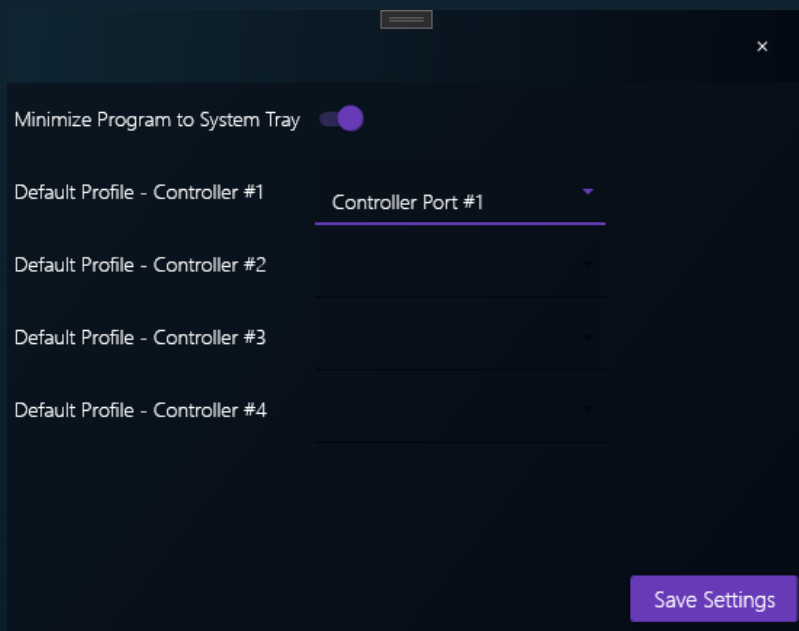 ×
Minimize Program to System Tray
Default Profile - Controller #1
Controller Port #1
Default Profile - Controller #2
Default Profile - Controller #3
Default Profile - Controller #4
Save Settings